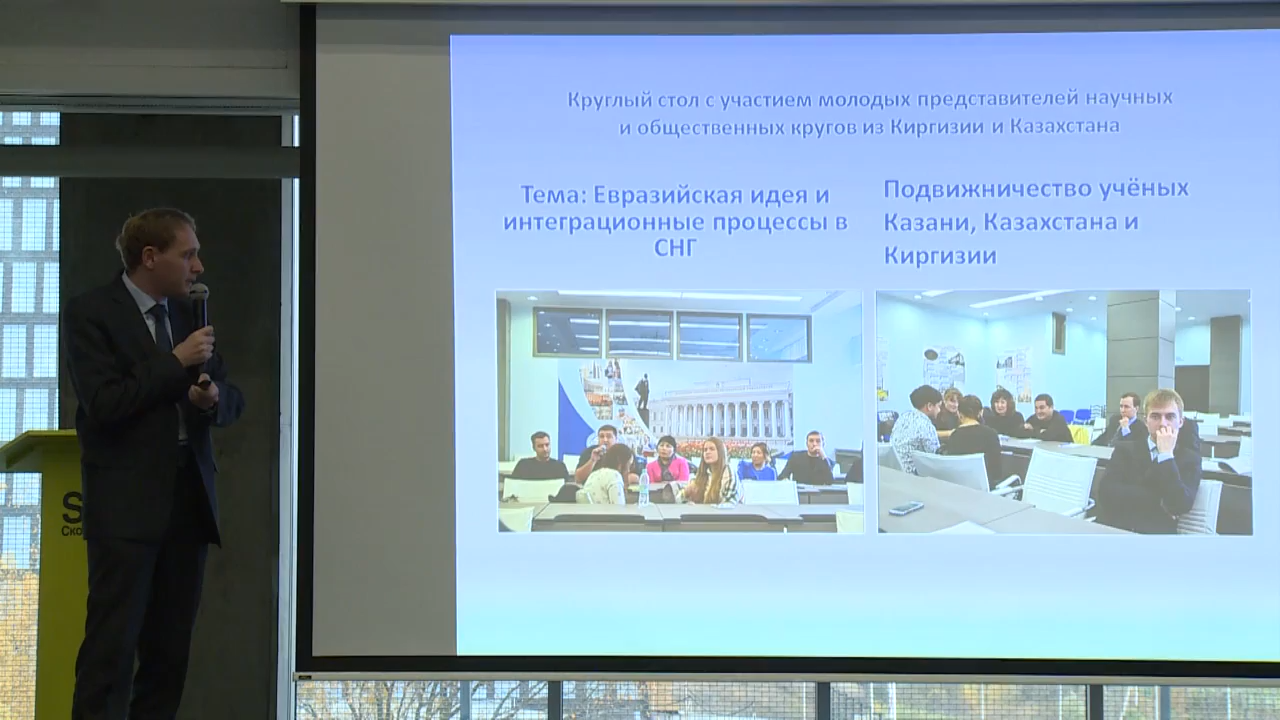 Круглый стол с участием молодых представителей научных
и общественных кругов из Киргизии и Казахстана
Тема: Евразийская идея и
интеграционные процессы в
СНГ
Подвижничество учёных
Казани, Казахстана и
Киргизии
S
Ско